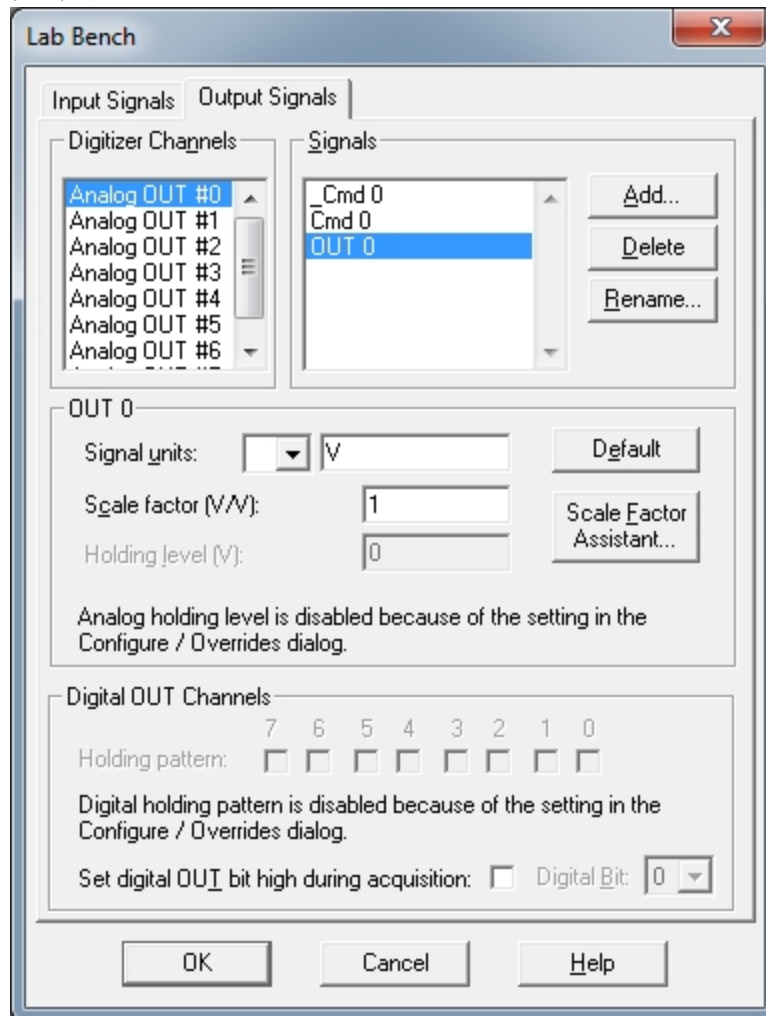 Lab Bench
Input Signals
Output Signals
Digitizer Channels
Analog OUT #0
Analog OUT #1
Analog OUT #2
Analog OUT #3
Analog OUT #4
Analog OUT #5
Analog OUT #6
Signals
_Cmd 0
Cmd 0
OUT 0
Add...
Delete
Rename...
OUT 0
Signal units:
V
Default
Scale factor (V/V):
1
Scale Factor
Assistant...
Holding level (V):
0
Analog holding level is disabled because of the setting in the
Configure / Overrides dialog.
Digital OUT Channels
7 6 5 4 3 2 1 0
Holding pattern:
Digital holding pattern is disabled because of the setting in the
Configure / Overrides dialog.
Set digital OUT bit high during acquisition:
Digital Bit: 0
OK
Cancel
Help